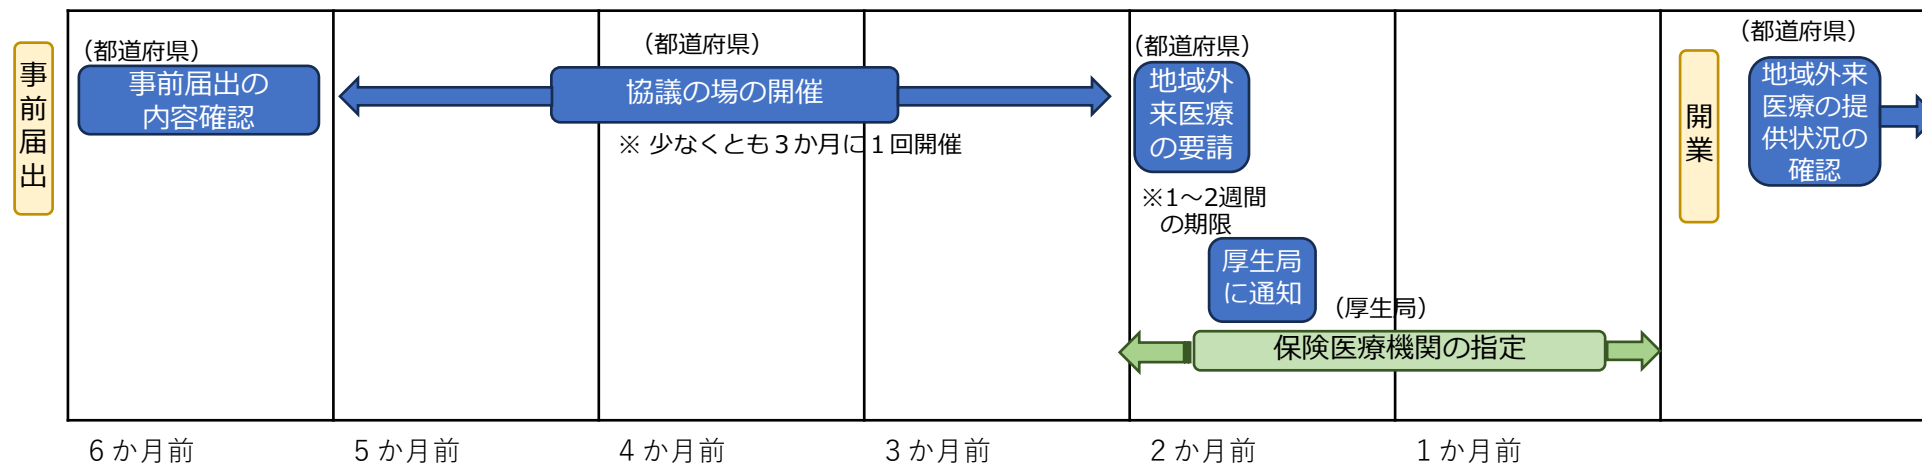 事前届出
（都道府県）
事前届出の
内容確認
（都道府県）
協議の場の開催
※ 少なくとも３か月に１回開催
（都道府県）
地域外
来医療
の要請
※1～2週間
の期限
厚生局
に通知
（厚生局）
保険医療機関の指定
開業
（都道府県）
地域外来
医療の提
供状況の
確認
６か月前
５か月前
４か月前
３か月前
２か月前
１か月前